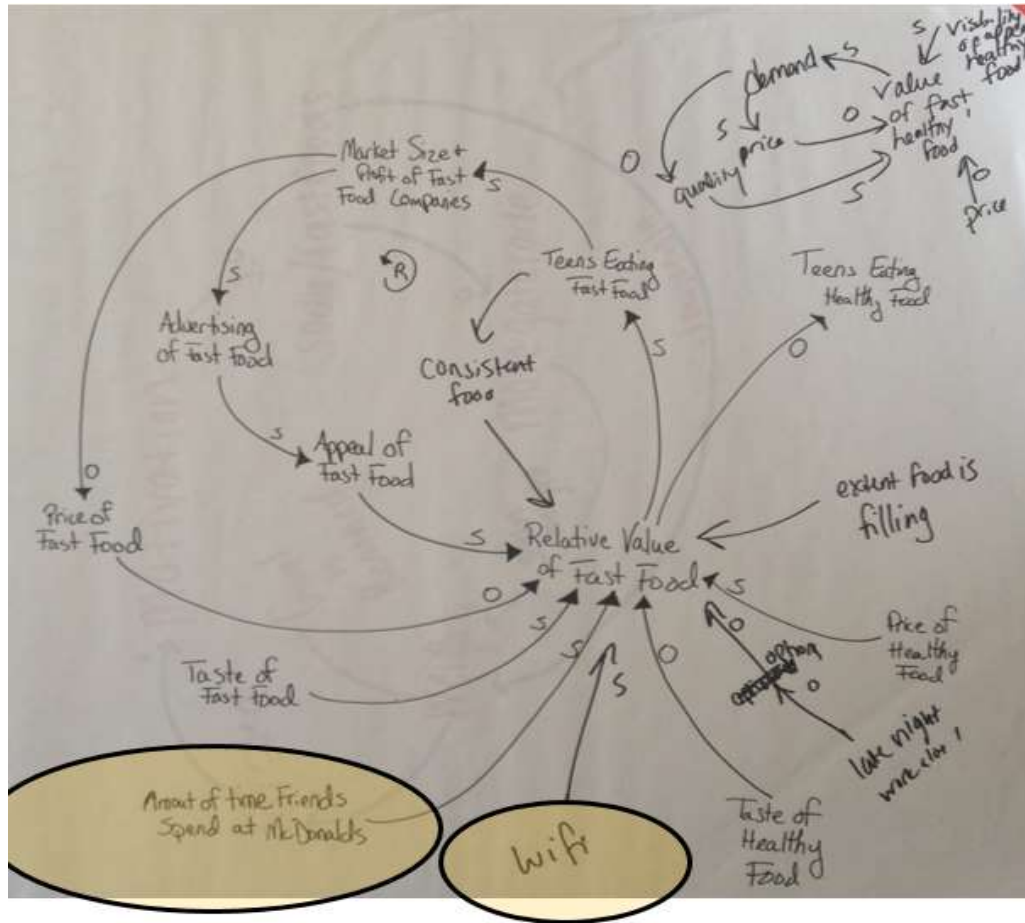 S
visibility
of appeal
healthy
food
demand
S
value
of fast
healthy
food
S
price
O
O
quality
S
O
price
Market Size +
Profit of Fast
Food Companes
S
Teens Eating
Fast Food
Teens Eating
Healthy Food
R
S
Advertising
of Fast Food
Consistent
food
S
O
S
Appeal of
Fast Food
extent food is
filling
O
Price of
Fast Food
S
Relative Value
of Fast Food
O
S
S
S
O
O
S
Price of
Healthy
Food
option
O
Taste of
Fast Food
late night
Amout of time Friends
Spend at McDonalds
wifi
Taste of
Healthy
Food